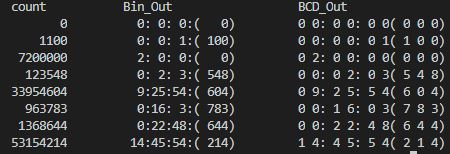 count Bin_Out BCD_Out
0 0: 0: 0:( 0) 0 0: 0 0: 0 0( 0 0 0)
1100 0: 0: 1:( 100) 0 0: 0 0: 0 1( 1 0 0)
7200000 2: 0: 0:( 0) 0 2: 0 0: 0 0( 0 0 0)
123548 0: 2: 3:( 548) 0 0: 0 2: 0 3( 5 4 8)
33954604 9:25:54:( 604) 0 9: 2 5: 5 4( 6 0 4)
963783 0:16: 3:( 783) 0 0: 1 6: 0 3( 7 8 3)
1368644 0:22:48:( 644) 0 0: 2 2: 4 8( 6 4 4)
53154214 14:45:54:( 214) 1 4: 4 5: 5 4( 2 1 4)